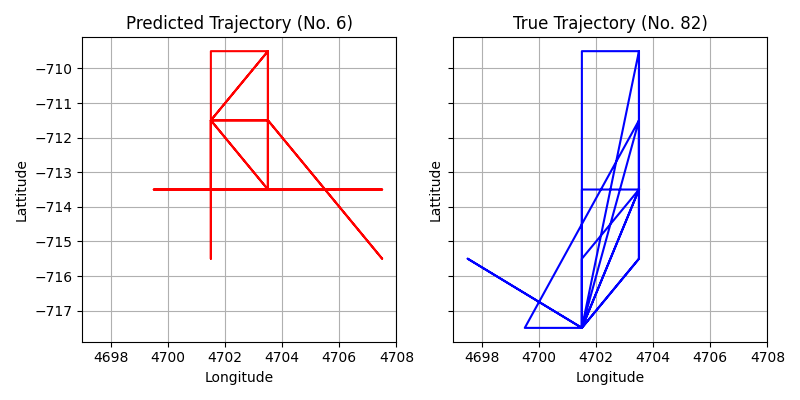 Predicted Trajectory (No. 6)
True Trajectory (No. 82)
−710
−711
−712
−713
−714
−715
−716
−717
Lattitude
Lattitude
4698 4700 4702 4704 4706 4708
4698 4700 4702 4704 4706 4708
Longitude
Longitude